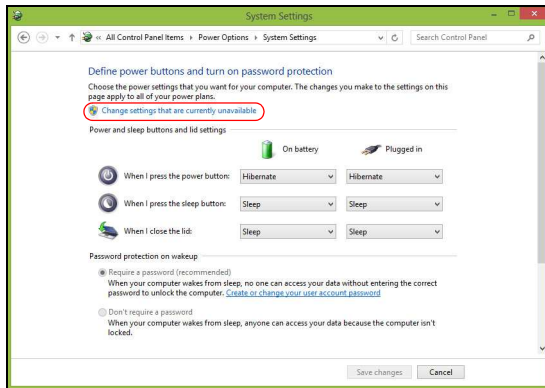 System Settings
« All Control Panel Items › Power Options › System Settings
Search Control Panel
Define power buttons and turn on password protection
Choose the power settings that you want for your computer. The changes you make to the settings on this
page apply to all of your power plans.
Change settings that are currently unavailable
Power and sleep buttons and lid settings
On battery Plugged in
When I press the power button: Hibernate Hibernate
When I press the sleep button: Sleep Sleep
When I close the lid: Sleep Sleep
Password protection on wakeup
Require a password (recommended)
When your computer wakes from sleep, no one can access your data without entering the correct
password to unlock the computer. Create or change your user account password
Don't require a password
When your computer wakes from sleep, anyone can access your data because the computer isn't
locked.
Save changes Cancel